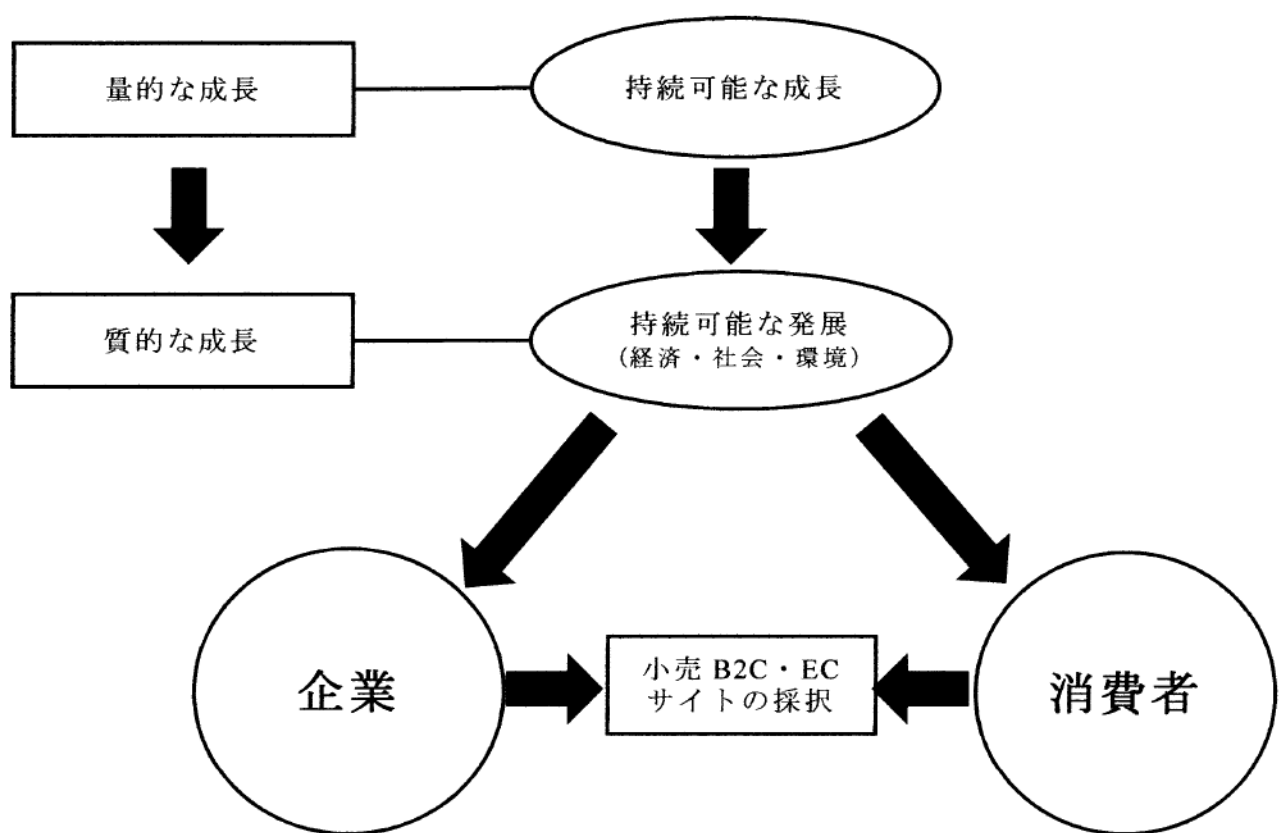 量的な成長
持続可能な成長
質的な成長
持続可能な発展
(経済・社会・環境)
企業
小売 B2C・EC
サイトの採択
消費者